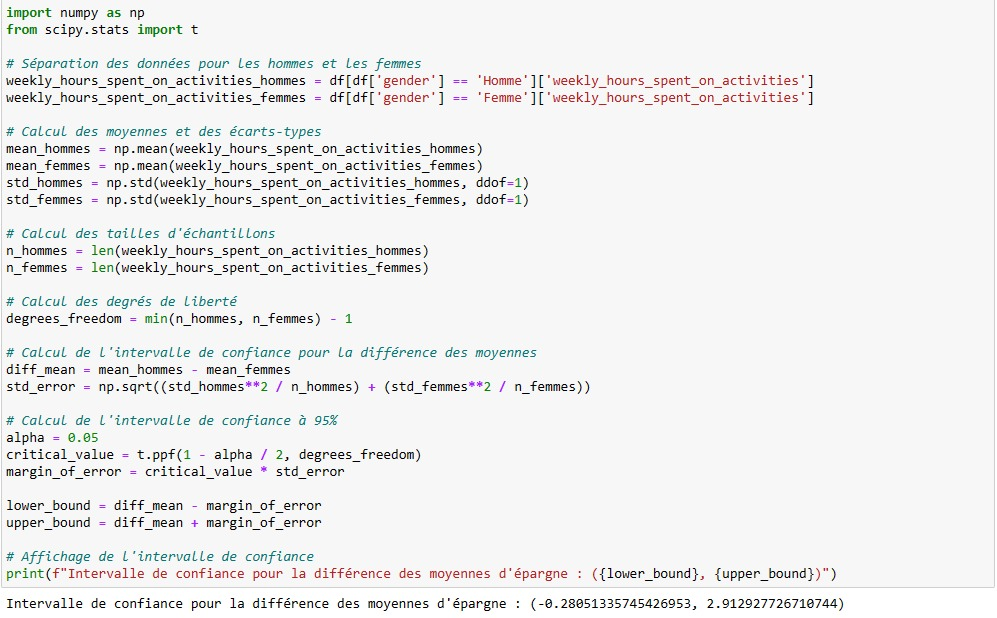 import numpy as np
from scipy.stats import t
# Séparation des données pour les hommes et les femmes
weekly_hours_spent_on_activities_hommes = df[df['gender'] == 'Homme']['weekly_hours_spent_on_activities']
weekly_hours_spent_on_activities_femmes = df[df['gender'] == 'Femme']['weekly_hours_spent_on_activities']
# Calcul des moyennes et des écarts-types
mean_hommes = np.mean(weekly_hours_spent_on_activities_hommes)
mean_femmes = np.mean(weekly_hours_spent_on_activities_femmes)
std_hommes = np.std(weekly_hours_spent_on_activities_hommes, ddof=1)
std_femmes = np.std(weekly_hours_spent_on_activities_femmes, ddof=1)
# Calcul des tailles d'échantillons
n_hommes = len(weekly_hours_spent_on_activities_hommes)
n_femmes = len(weekly_hours_spent_on_activities_femmes)
# Calcul des degrés de liberté
degrees_freedom = min(n_hommes, n_femmes) - 1
# Calcul de l'intervalle de confiance pour la différence des moyennes
diff_mean = mean_hommes - mean_femmes
std_error = np.sqrt((std_hommes**2 / n_hommes) + (std_femmes**2 / n_femmes))
# Calcul de l'intervalle de confiance à 95%
alpha = 0.05
critical_value = t.ppf(1 - alpha / 2, degrees_freedom)
margin_of_error = critical_value * std_error
lower_bound = diff_mean - margin_of_error
upper_bound = diff_mean + margin_of_error
# Affichage de l'intervalle de confiance
print(f"Intervalle de confiance pour la différence des moyennes d'épargne : ({lower_bound}, {upper_bound})")
Intervalle de confiance pour la différence des moyennes d'épargne : (-0.28051335745426953, 2.912927726710744)